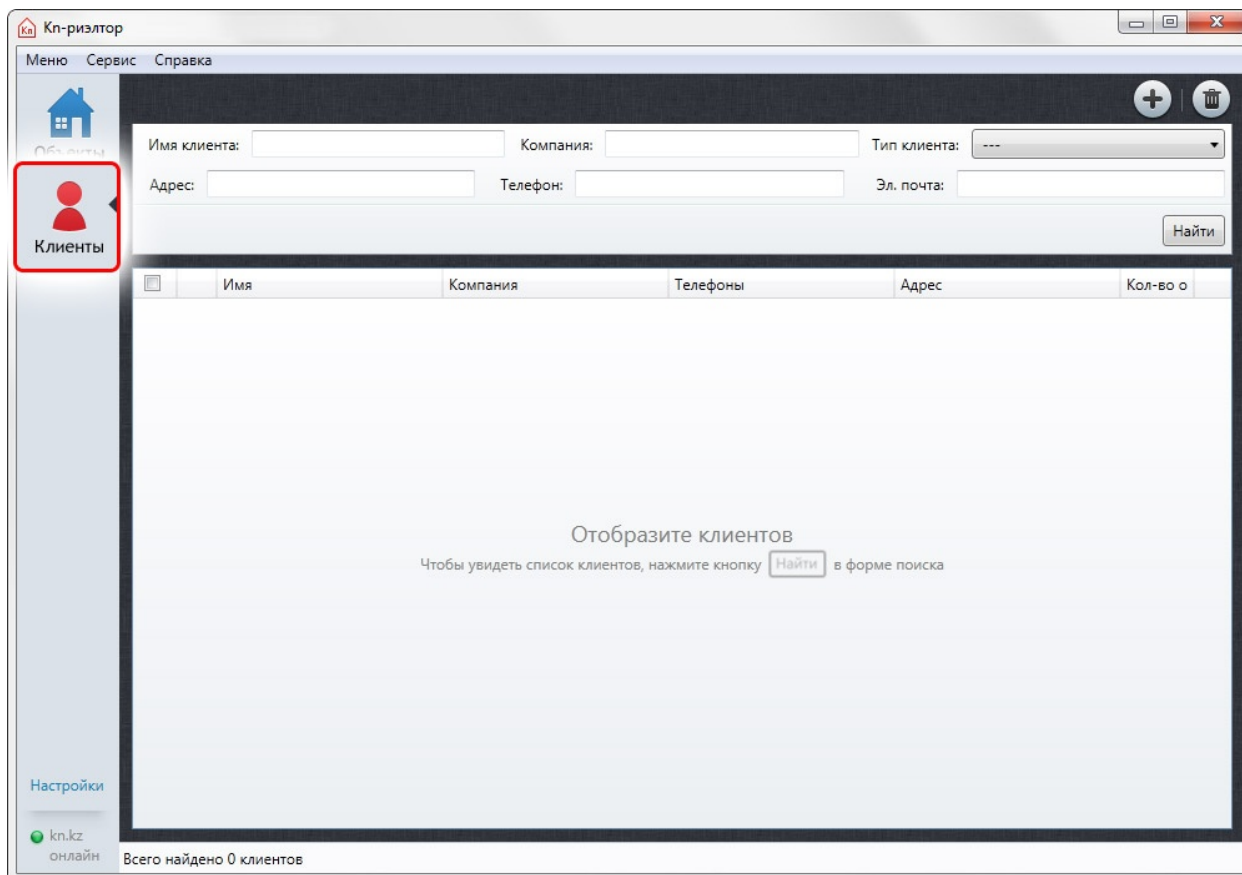 Кп Кп-риэлтор
Меню Сервис Справка
Объекты
Имя клиента: Компания: Тип клиента: ---
Адрес: Телефон: Эл. почта:
Клиенты
Найти
Имя Компания Телефоны Адрес Кол-во о
Отобразите клиентов
Чтобы увидеть список клиентов, нажмите кнопку Найти в форме поиска
Настройки
kn.kz
онлайн
Всего найдено 0 клиентов